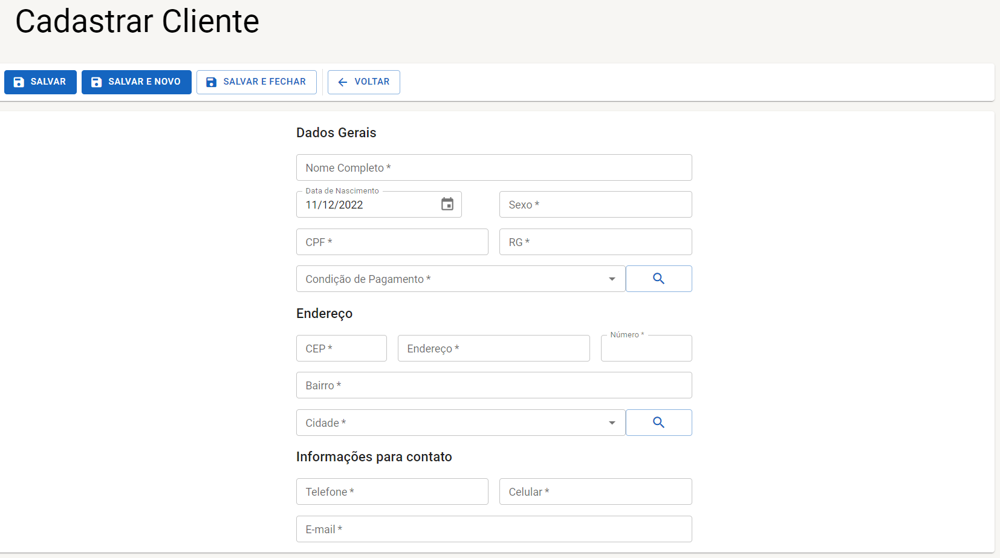 Cadastrar Cliente
SALVAR SALVAR E NOVO SALVAR E FECHAR VOLTAR
Dados Gerais
Nome Completo *
Data de Nascimento
11/12/2022 Sexo *
CPF * RG *
Condição de Pagamento *
Endereço
Número *
CEP * Endereço *
Bairro *
Cidade *
Informações para contato
Telefone * Celular *
E-mail *